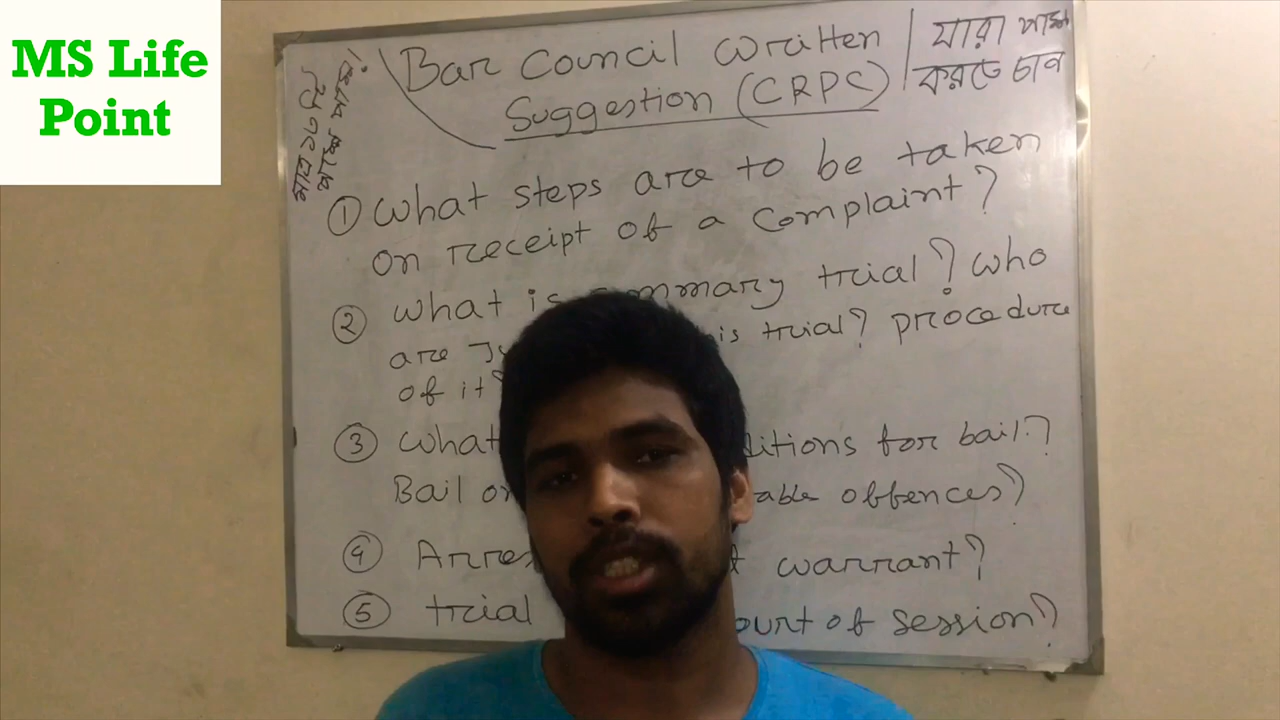 MS Life
Point
Bar Council Written
Suggestion (CRPC)
যারা পাশ
করতে চান
① What steps are to be taken
on receipt of a complaint?
② What is summary trial? Who
are is trial? procedure
of it?
③ What ditions for bail?
Bail on able offences?
④ Arres t warrant?
⑤ trial ourt of session?